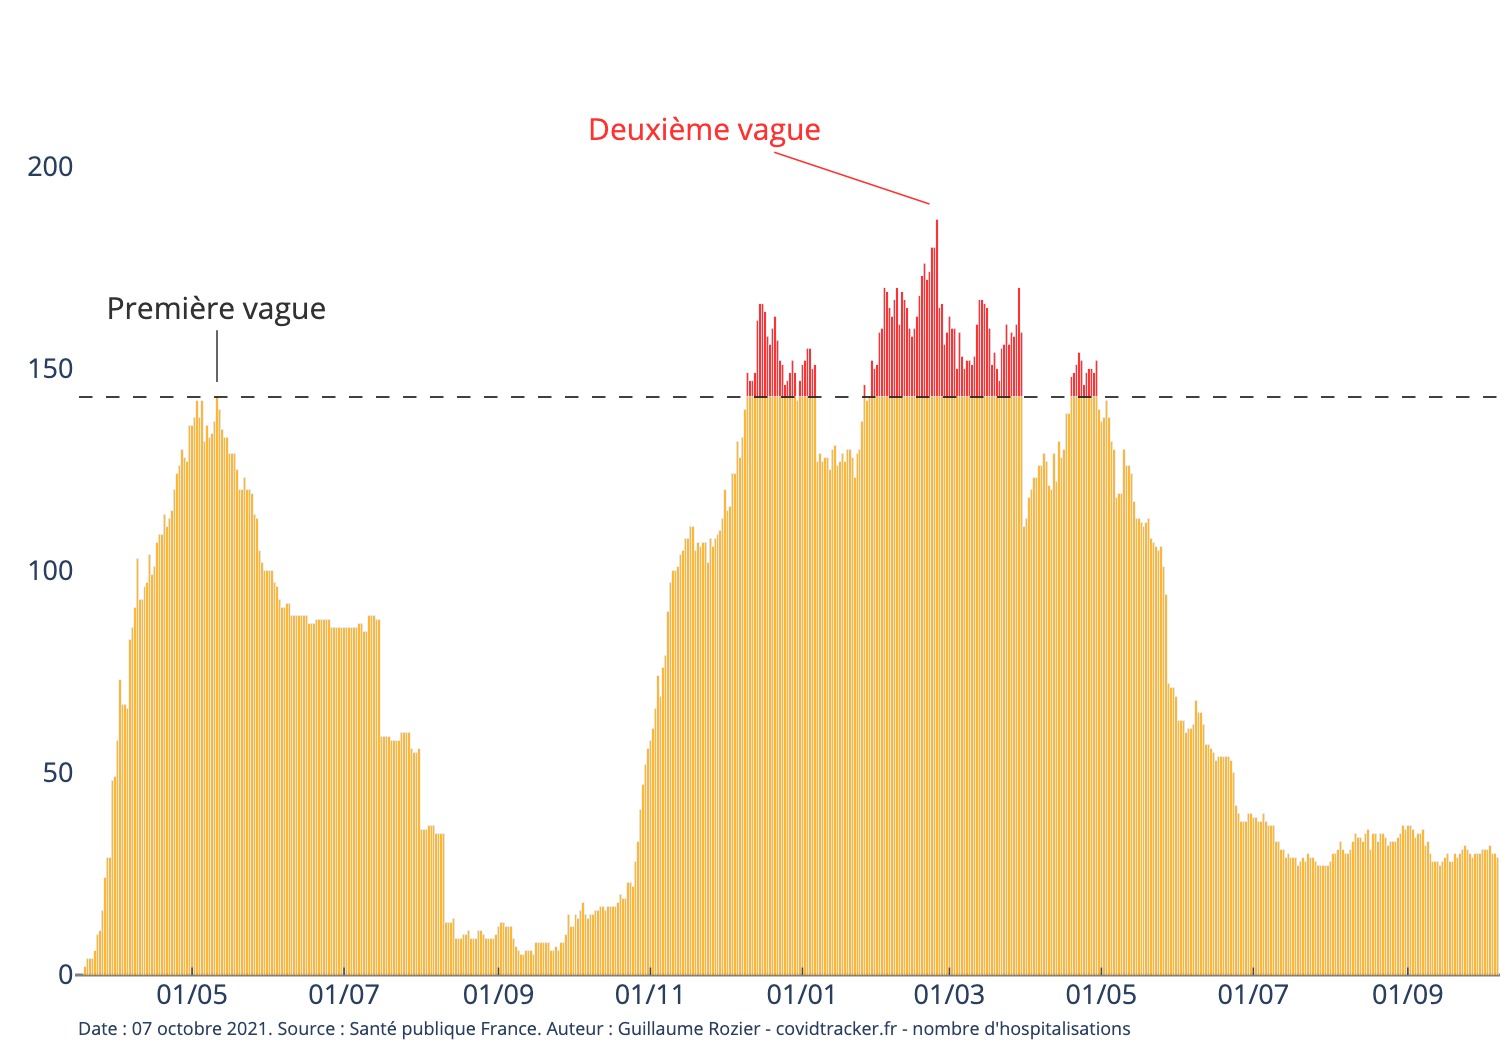 Deuxième vague
200
Première vague
150
100
50
0
01/05 01/07 01/09 01/11 01/01 01/03 01/05 01/07 01/09
Date : 07 octobre 2021. Source : Santé publique France. Auteur : Guillaume Rozier - covidtracker.fr - nombre d'hospitalisations